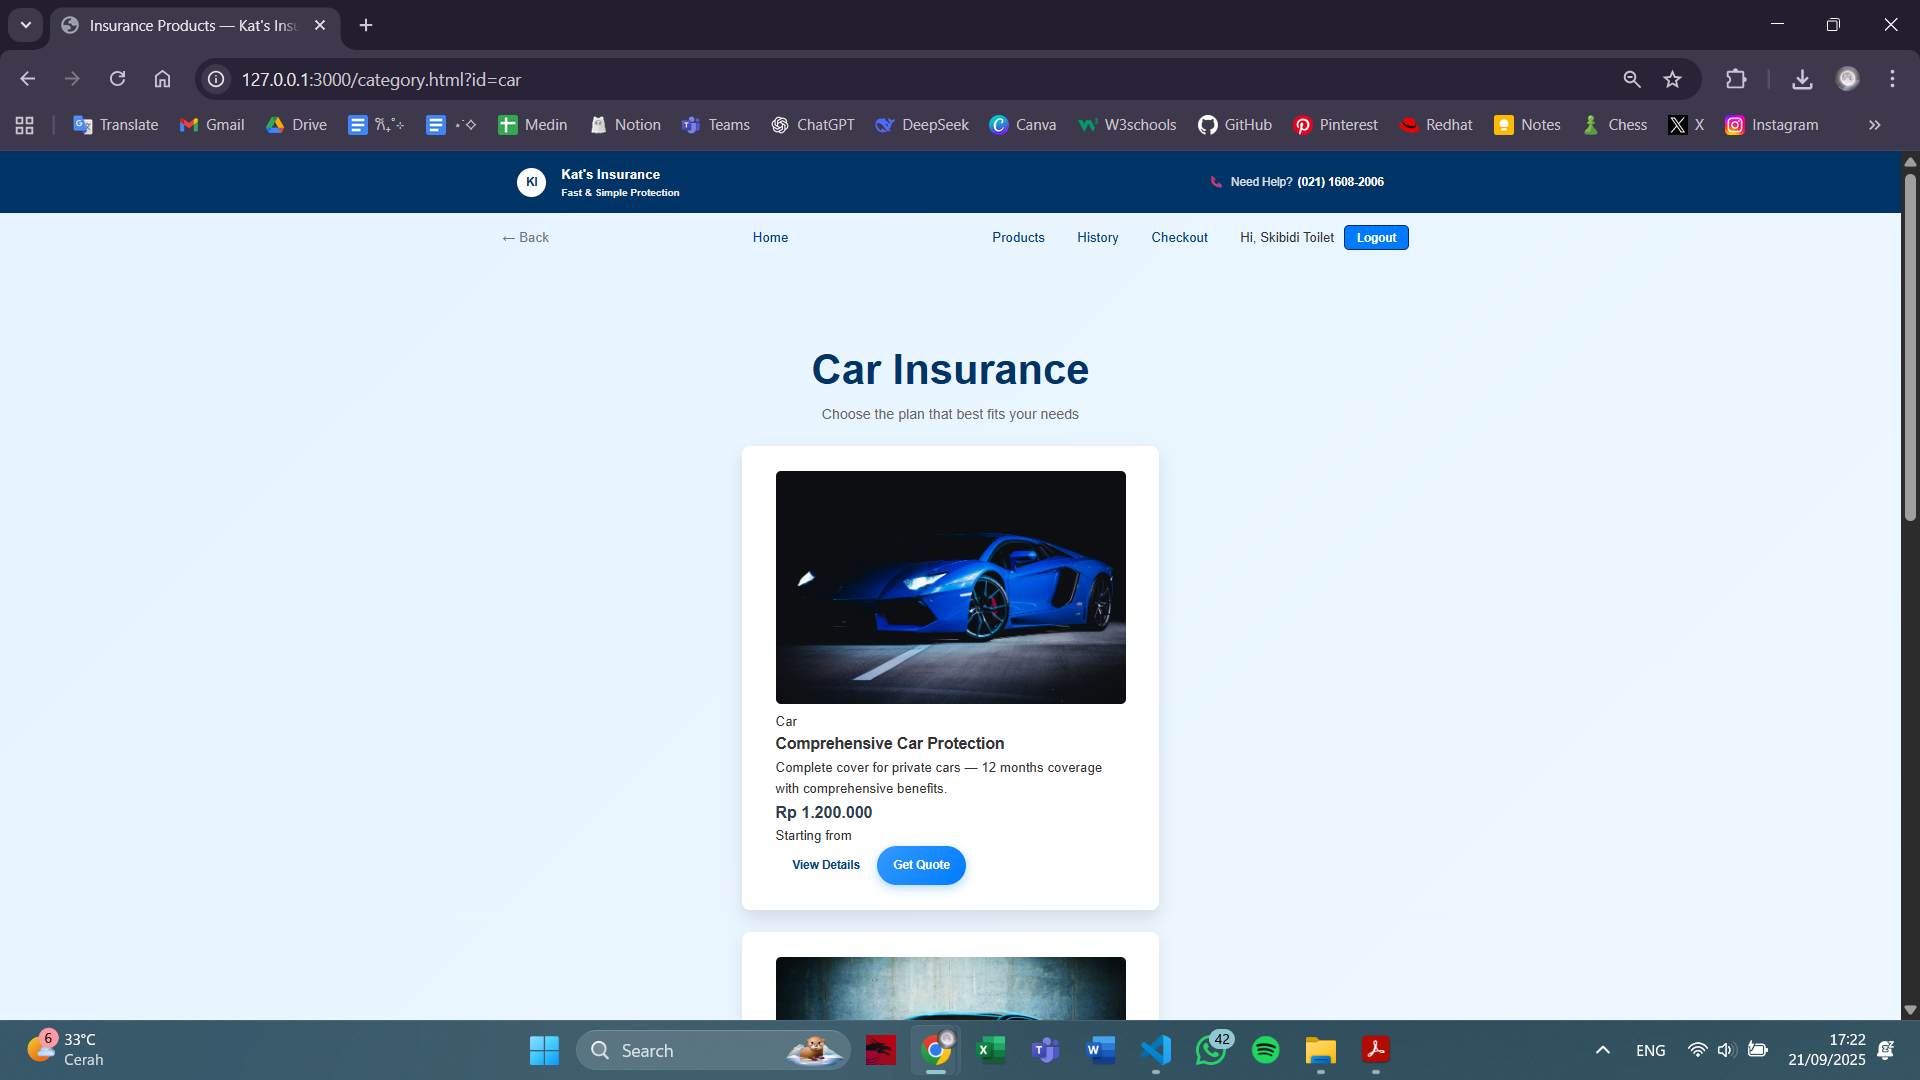 Insurance Products — Kat's Insu
127.0.0.1:3000/category.html?id=car
Translate
Gmail
Drive
Medin
Notion
Teams
ChatGPT
DeepSeek
Canva
W3schools
GitHub
Pinterest
Redhat
Notes
Chess
X
Instagram
KI
Kat's Insurance
Fast & Simple Protection
Need Help? (021) 1608-2006
← Back
Home
Products
History
Checkout
Hi, Skibidi Toilet
Logout
Car Insurance
Choose the plan that best fits your needs
Car
Comprehensive Car Protection
Complete cover for private cars — 12 months coverage
with comprehensive benefits.
Rp 1.200.000
Starting from
View Details
Get Quote
6
33°C
Cerah
Search
42
ENG
17:22
21/09/2025